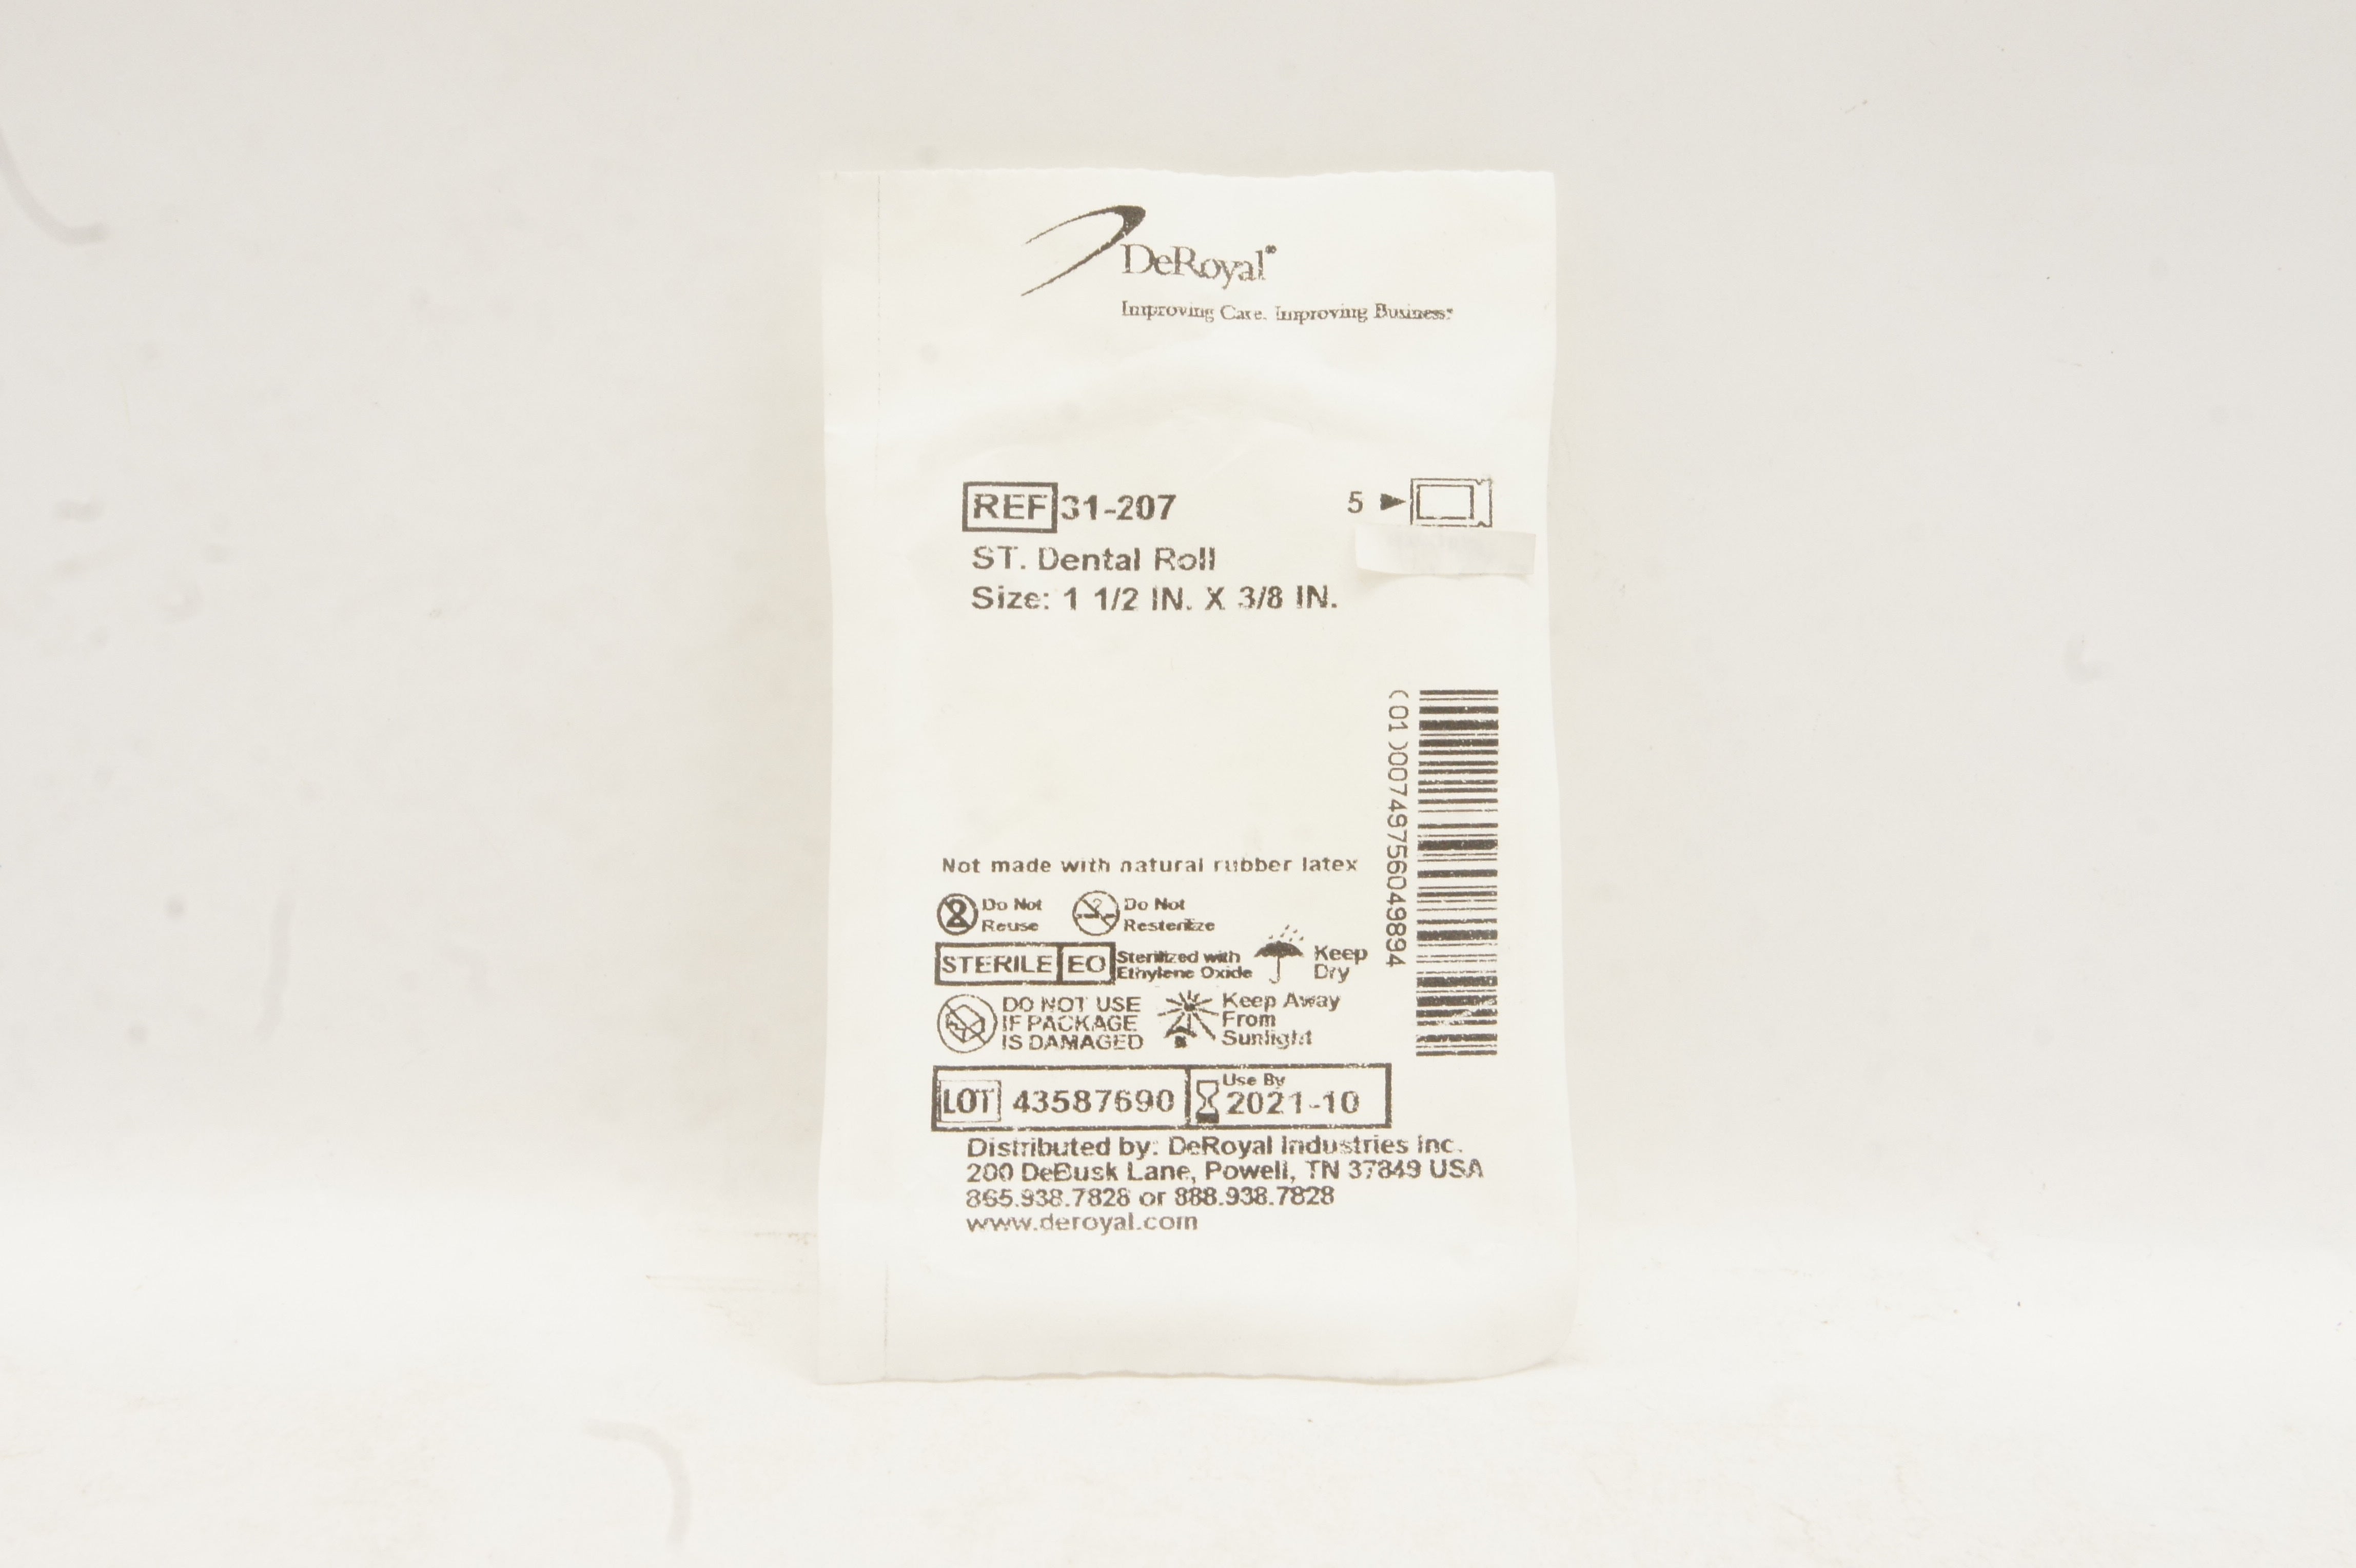 DeRoyal®
Improving Care. Improving Business.
REF 31-207
5
ST. Dental Roll
Size: 1 1/2 IN. X 3/8 IN.
(01)00749756049894
Not made with natural rubber latex
Do Not
Reuse
Do Not
Resterilize
STERILE EO
Sterilized with
Ethylene Oxide
Keep
Dry
DO NOT USE
IF PACKAGE
IS DAMAGED
Keep Away
From
Sunlight
LOT 43587690
Use By
2021-10
Distributed by: DeRoyal Industries Inc.
200 DeBusk Lane, Powell, TN 37849 USA
865.938.7828 or 888.938.7828
www.deroyal.com